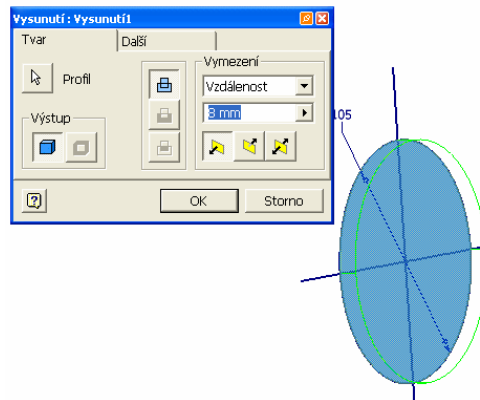 Vysunutí : Vysunutí1
Tvar
Další
Profil
Výstup
Vymezení
Vzdálenost
8 mm
OK
Storno
105